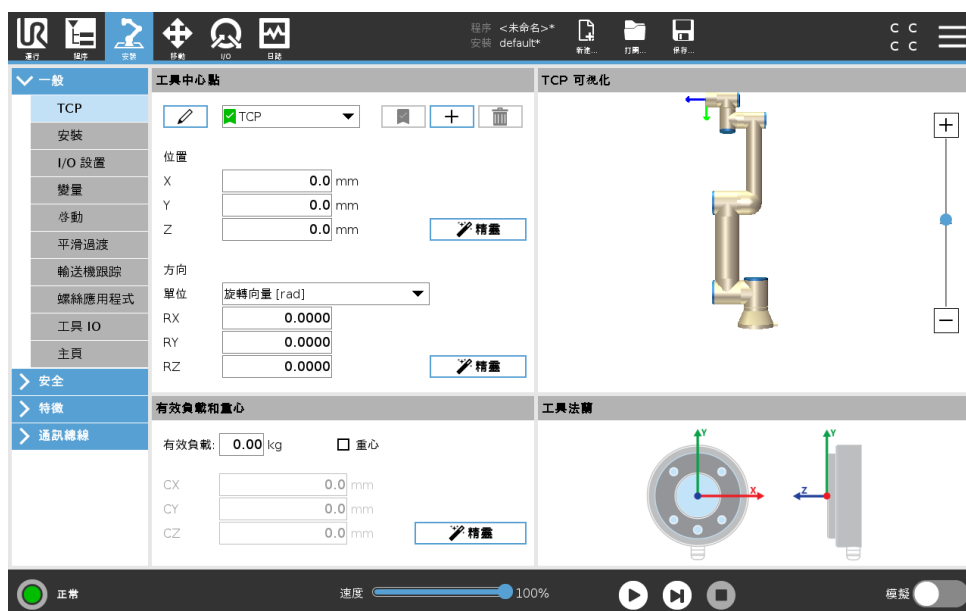 UR
運行 程序 安裝 移動 I/O 日誌
程序 <未命名>*
安裝 default*
新建... 打開... 保存...
C C
C C
一般
TCP
安裝
I/O 設置
變量
啓動
平滑過渡
輸送機跟踪
螺絲應用程式
工具 IO
主頁
安全
特徵
通訊總線
工具中心點
TCP
位置
X 0.0 mm
Y 0.0 mm
Z 0.0 mm
精靈
方向
單位 旋轉向量 [rad]
RX 0.0000
RY 0.0000
RZ 0.0000
精靈
有效負載和重心
有效負載: 0.00 kg 重心
CX 0.0 mm
CY 0.0 mm
CZ 0.0 mm
精靈
TCP 可視化
工具法蘭
Y
X
Y
Z
正常
速度 100%
模擬